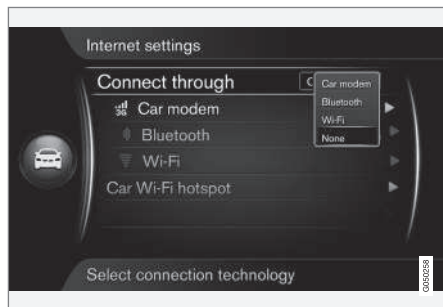 Internet settings
Connect through
Car modem
Bluetooth
Wi-Fi
None
3G Car modem
Bluetooth
Wi-Fi
Car Wi-Fi hotspot
Select connection technology
G050258